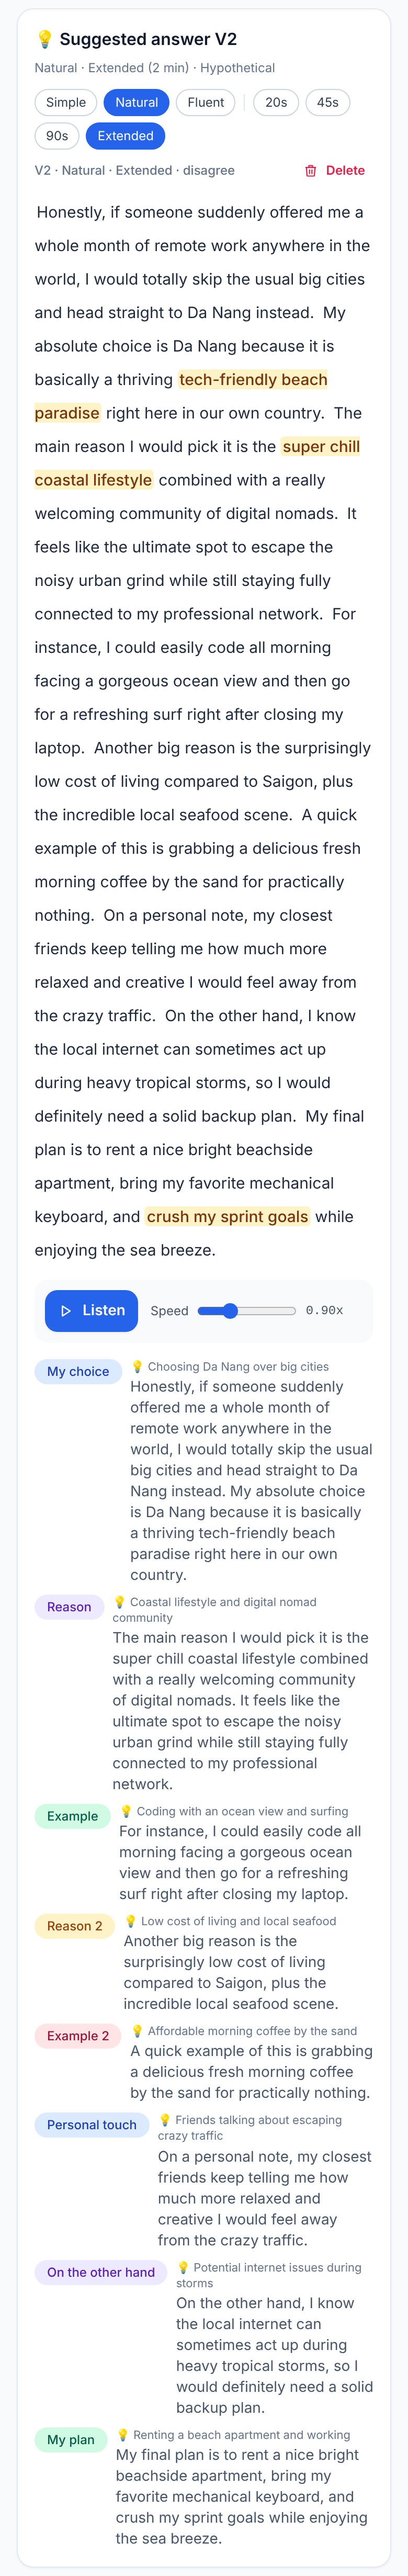 💡 Suggested answer V2
Natural · Extended (2 min) · Hypothetical
Simple Natural Fluent 20s 45s
90s Extended
V2 · Natural · Extended · disagree Delete
Honestly, if someone suddenly offered me a
whole month of remote work anywhere in the
world, I would totally skip the usual big cities
and head straight to Da Nang instead. My
absolute choice is Da Nang because it is
basically a thriving tech-friendly beach
paradise right here in our own country. The
main reason I would pick it is the super chill
coastal lifestyle combined with a really
welcoming community of digital nomads. It
feels like the ultimate spot to escape the
noisy urban grind while still staying fully
connected to my professional network. For
instance, I could easily code all morning
facing a gorgeous ocean view and then go
for a refreshing surf right after closing my
laptop. Another big reason is the surprisingly
low cost of living compared to Saigon, plus
the incredible local seafood scene. A quick
example of this is grabbing a delicious fresh
morning coffee by the sand for practically
nothing. On a personal note, my closest
friends keep telling me how much more
relaxed and creative I would feel away from
the crazy traffic. On the other hand, I know
the local internet can sometimes act up
during heavy tropical storms, so I would
definitely need a solid backup plan. My final
plan is to rent a nice bright beachside
apartment, bring my favorite mechanical
keyboard, and crush my sprint goals while
enjoying the sea breeze.
Listen Speed 0.90x
My choice 💡 Choosing Da Nang over big cities
Honestly, if someone suddenly
offered me a whole month of
remote work anywhere in the
world, I would totally skip the usual
big cities and head straight to Da
Nang instead. My absolute choice
is Da Nang because it is basically
a thriving tech-friendly beach
paradise right here in our own
country.
Reason 💡 Coastal lifestyle and digital nomad
community
The main reason I would pick it is the
super chill coastal lifestyle combined
with a really welcoming community
of digital nomads. It feels like the
ultimate spot to escape the noisy
urban grind while still staying fully
connected to my professional
network.
Example 💡 Coding with an ocean view and surfing
For instance, I could easily code all
morning facing a gorgeous ocean
view and then go for a refreshing
surf right after closing my laptop.
Reason 2 💡 Low cost of living and local seafood
Another big reason is the
surprisingly low cost of living
compared to Saigon, plus the
incredible local seafood scene.
Example 2 💡 Affordable morning coffee by the sand
A quick example of this is grabbing
a delicious fresh morning coffee
by the sand for practically nothing.
Personal touch 💡 Friends talking about escaping
crazy traffic
On a personal note, my closest
friends keep telling me how
much more relaxed and
creative I would feel away
from the crazy traffic.
On the other hand 💡 Potential internet issues during
storms
On the other hand, I know
the local internet can
sometimes act up during
heavy tropical storms, so I
would definitely need a solid
backup plan.
My plan 💡 Renting a beach apartment and working
My final plan is to rent a nice bright
beachside apartment, bring my
favorite mechanical keyboard, and
crush my sprint goals while enjoying
the sea breeze.